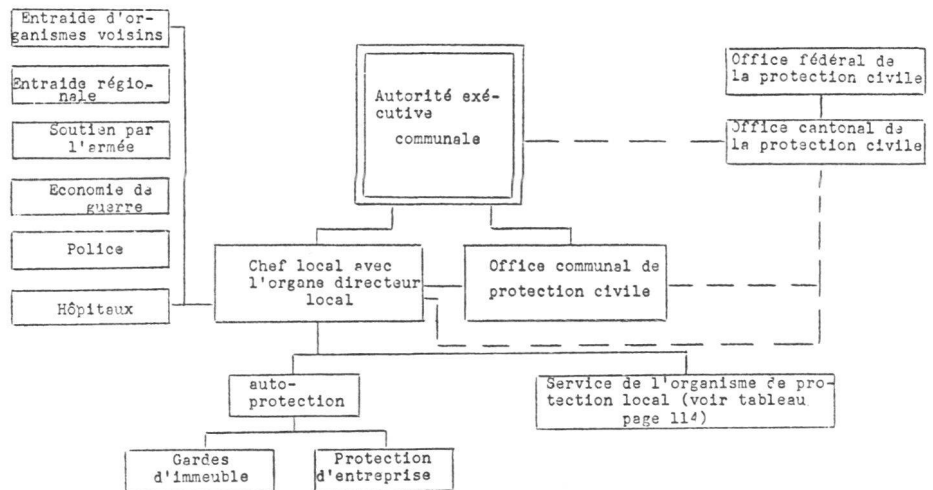 Entraide d'or-
ganismes voisins
Entraide régio-
nale
Soutien par
l'armée
Economie de
guerre
Police
Hôpitaux
Autorité exé-
cutive
communale
Office fédéral de
la protection civile
Office cantonal de
la protection civile
Chef local avec
l'organe directeur
local
Office communal de
protection civile
auto-
protection
Service de l'organisme de pro-
tection local (voir tableau
page
Gardes
d'immeuble
Protection
d'entreprise